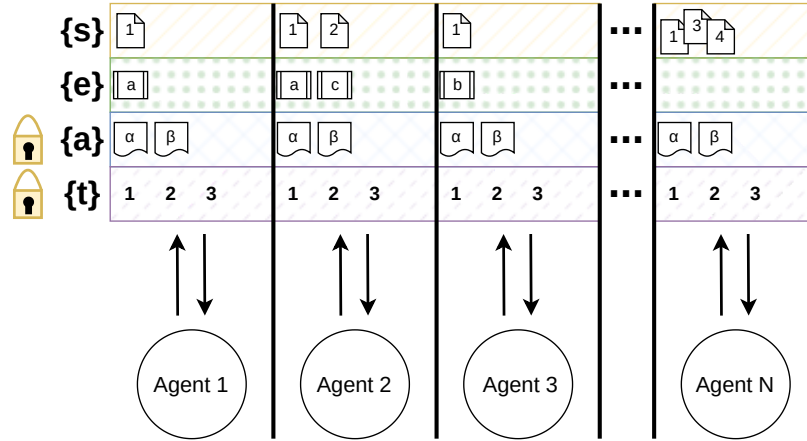 {s} 1 1 2 1 ... 1 3 4
{e} a a c b ...
{a} α β α β α β ... α β
{t} 1 2 3 1 2 3 1 2 3 ... 1 2 3
Agent 1 Agent 2 Agent 3 Agent N